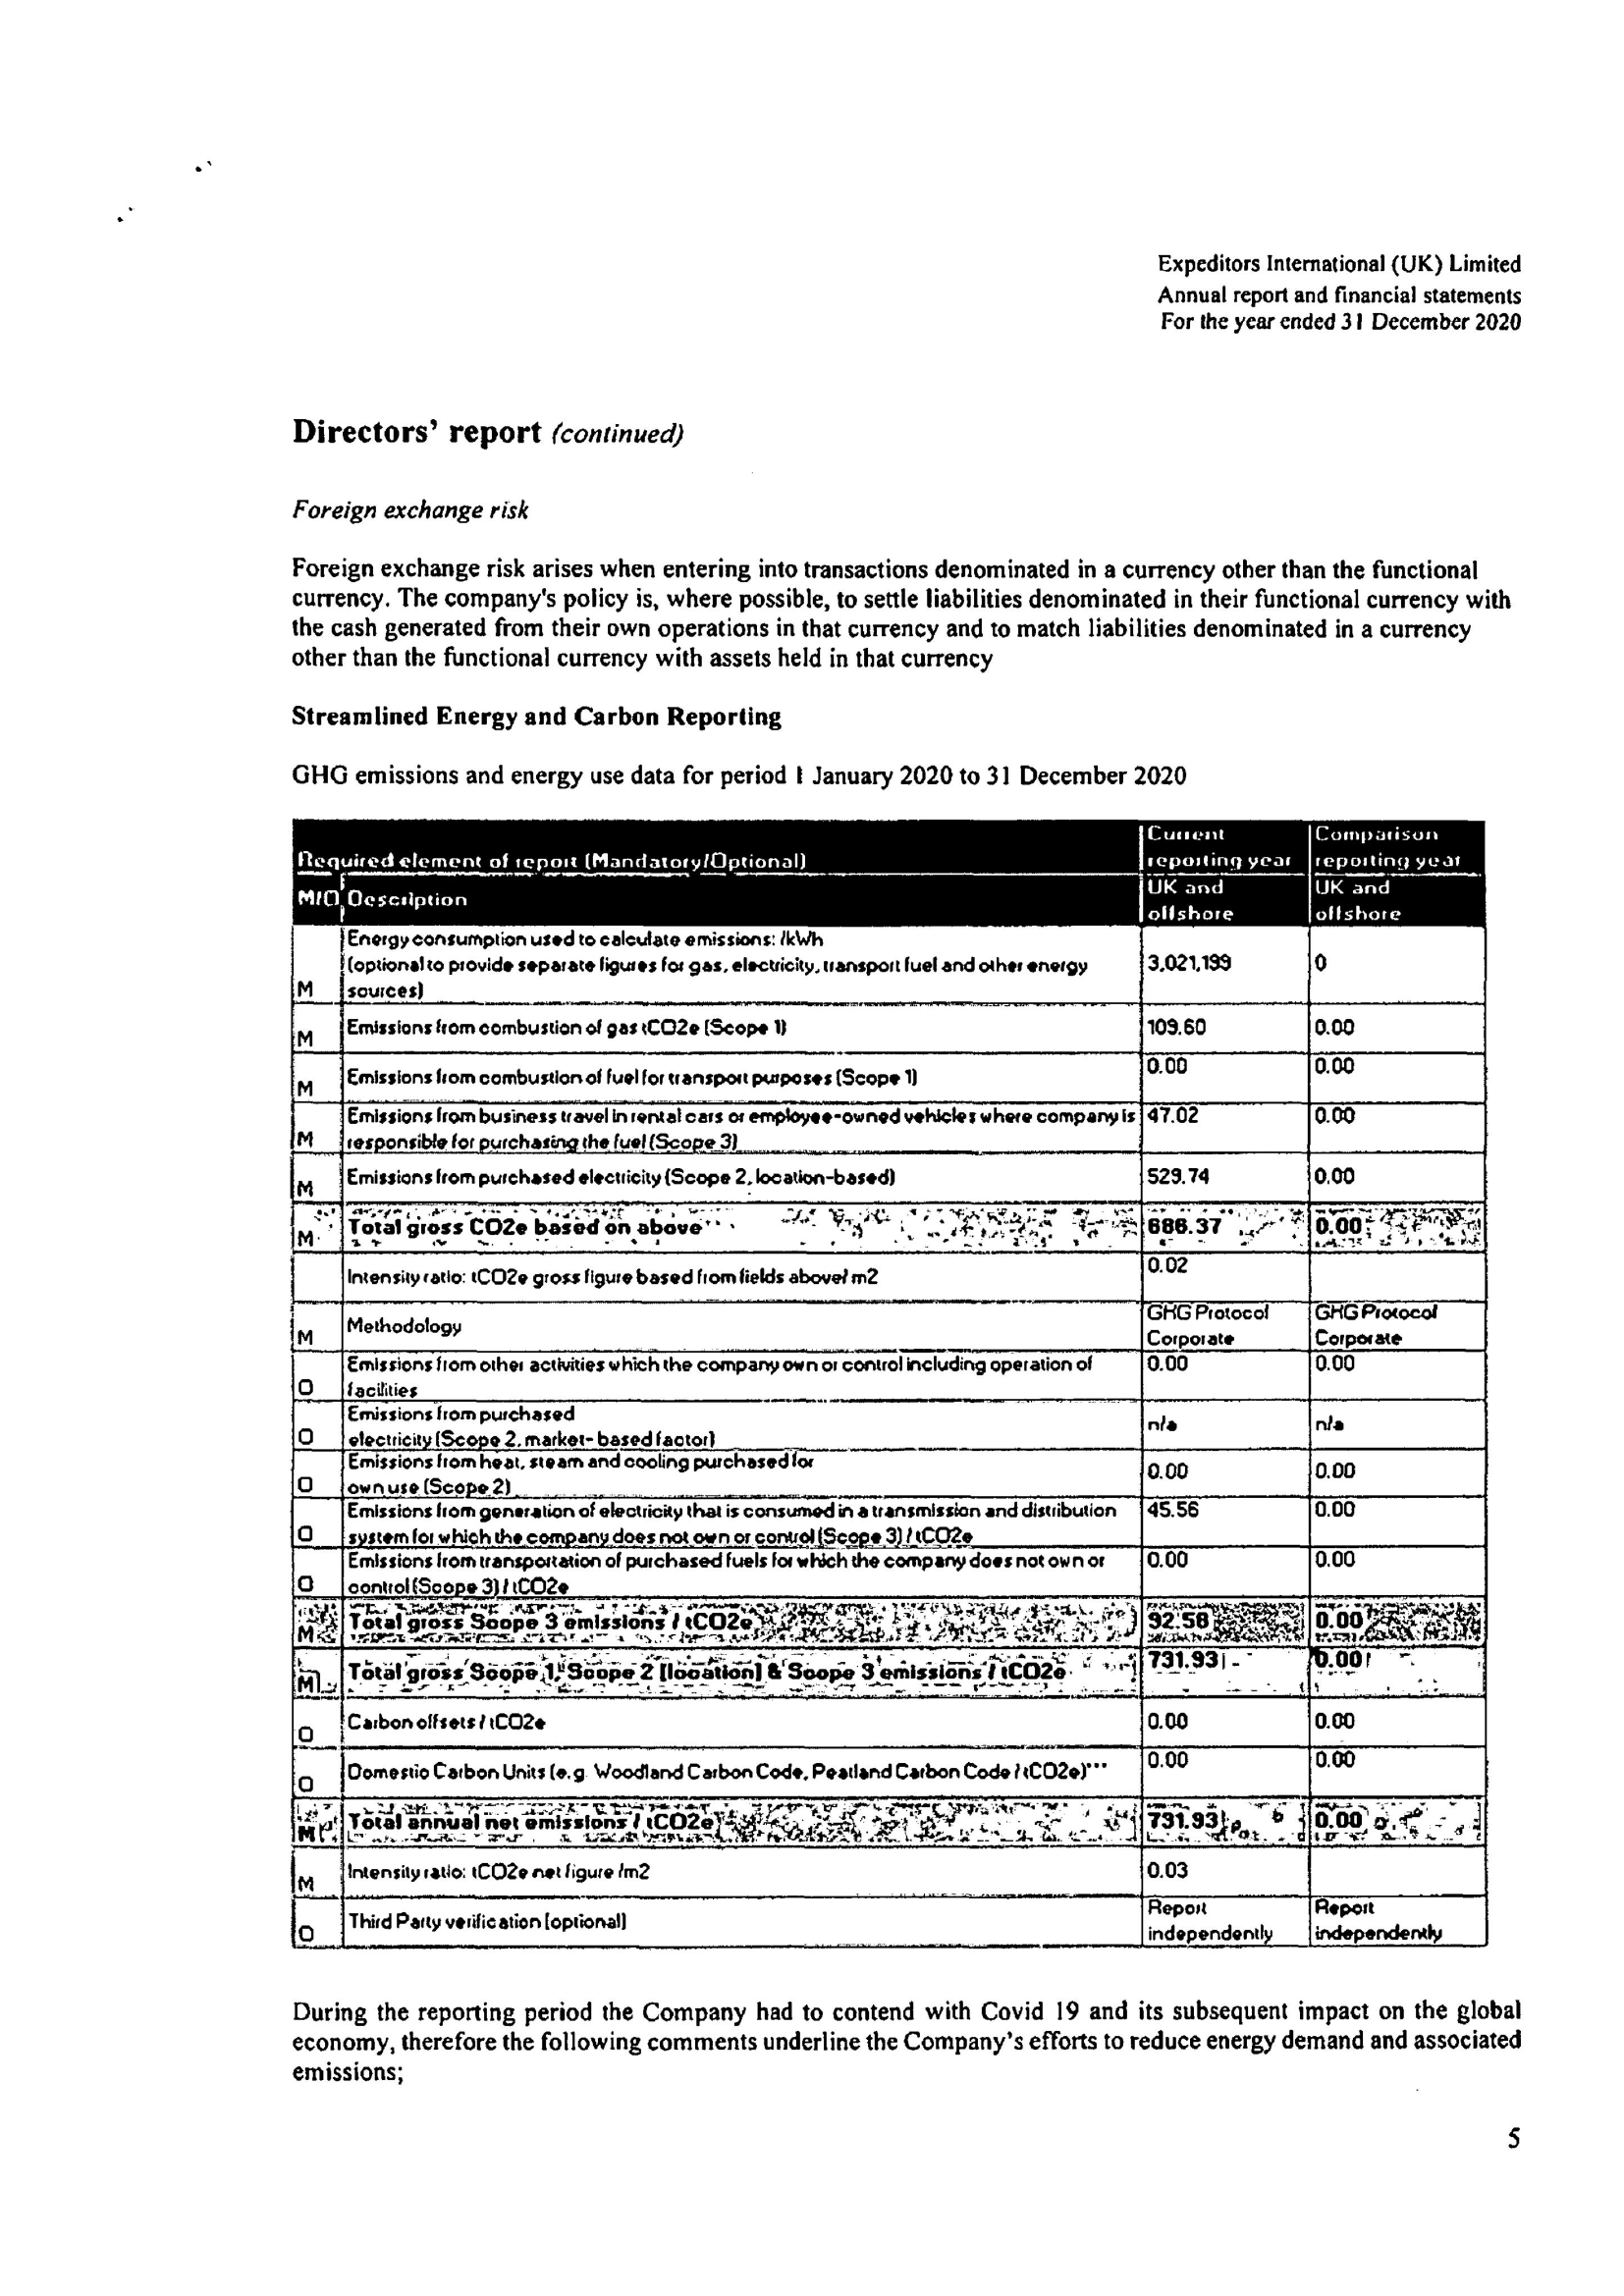 Expeditors International (UK) Limited
Annual report and financial statements
For the year ended 31 December 2020
Directors' report (continued)
Foreign exchange risk
Foreign exchange risk arises when entering into transactions denominated in a currency other than the functional
currency. The company's policy is, where possible, to settle liabilities denominated in their functional currency with
the cash generated from their own operations in that currency and to match liabilities denominated in a currency
other than the functional currency with assets held in that currency
Streamlined Energy and Carbon Reporting
GHG emissions and energy use data for period 1 January 2020 to 31 December 2020
Required element of report (Mandatory/Optional) Current reporting year Comparison reporting year
M/O Description UK and offshore UK and offshore
Energy consumption used to calculate emissions: /kWh
(optional to provide separate figures for gas, electricity, transport fuel and other energy 3,021,199 0
M sources)
M Emissions from combustion of gas tCO2e (Scope 1) 109.60 0.00
M Emissions from combustion of fuel for transport purposes (Scope 1) 0.00 0.00
Emissions from business travel in rental cars or employee-owned vehicles where company is 47.02 0.00
M responsible for purchasing the fuel (Scope 3)
M Emissions from purchased electricity (Scope 2, location-based) 529.74 0.00
M Total gross CO2e based on above 686.37 0.00
Intensity ratio: tCO2e gross figure based from fields above/ m2 0.02
M Methodology GHG Protocol Corporate GHG Protocol Corporate
Emissions from other activities which the company own or control including operation of 0.00 0.00
O facilities
Emissions from purchased
O electricity (Scope 2, market- based factor) n/a n/a
Emissions from heat, steam and cooling purchased for
O own use (Scope 2) 0.00 0.00
Emissions from generation of electricity that is consumed in a transmission and distribution 45.56 0.00
O system for which the company does not own or control (Scope 3) / tCO2e
Emissions from transportation of purchased fuels for which the company does not own or 0.00 0.00
O control (Scope 3) / tCO2e
M Total gross Scope 3 emissions / tCO2e 92.58 0.00
M Total gross Scope 1, Scope 2 [location] & Scope 3 emissions / tCO2e 731.93 0.00
O Carbon offsets / tCO2e 0.00 0.00
O Domestic Carbon Units (e.g. Woodland Carbon Code, Peatland Carbon Code / tCO2e)*** 0.00 0.00
M Total annual net emissions / tCO2e 731.93 0.00
M Intensity ratio: tCO2e net figure /m2 0.03
O Third Party verification [optional] Report independently Report independently
During the reporting period the Company had to contend with Covid 19 and its subsequent impact on the global
economy, therefore the following comments underline the Company's efforts to reduce energy demand and associated
emissions;
5